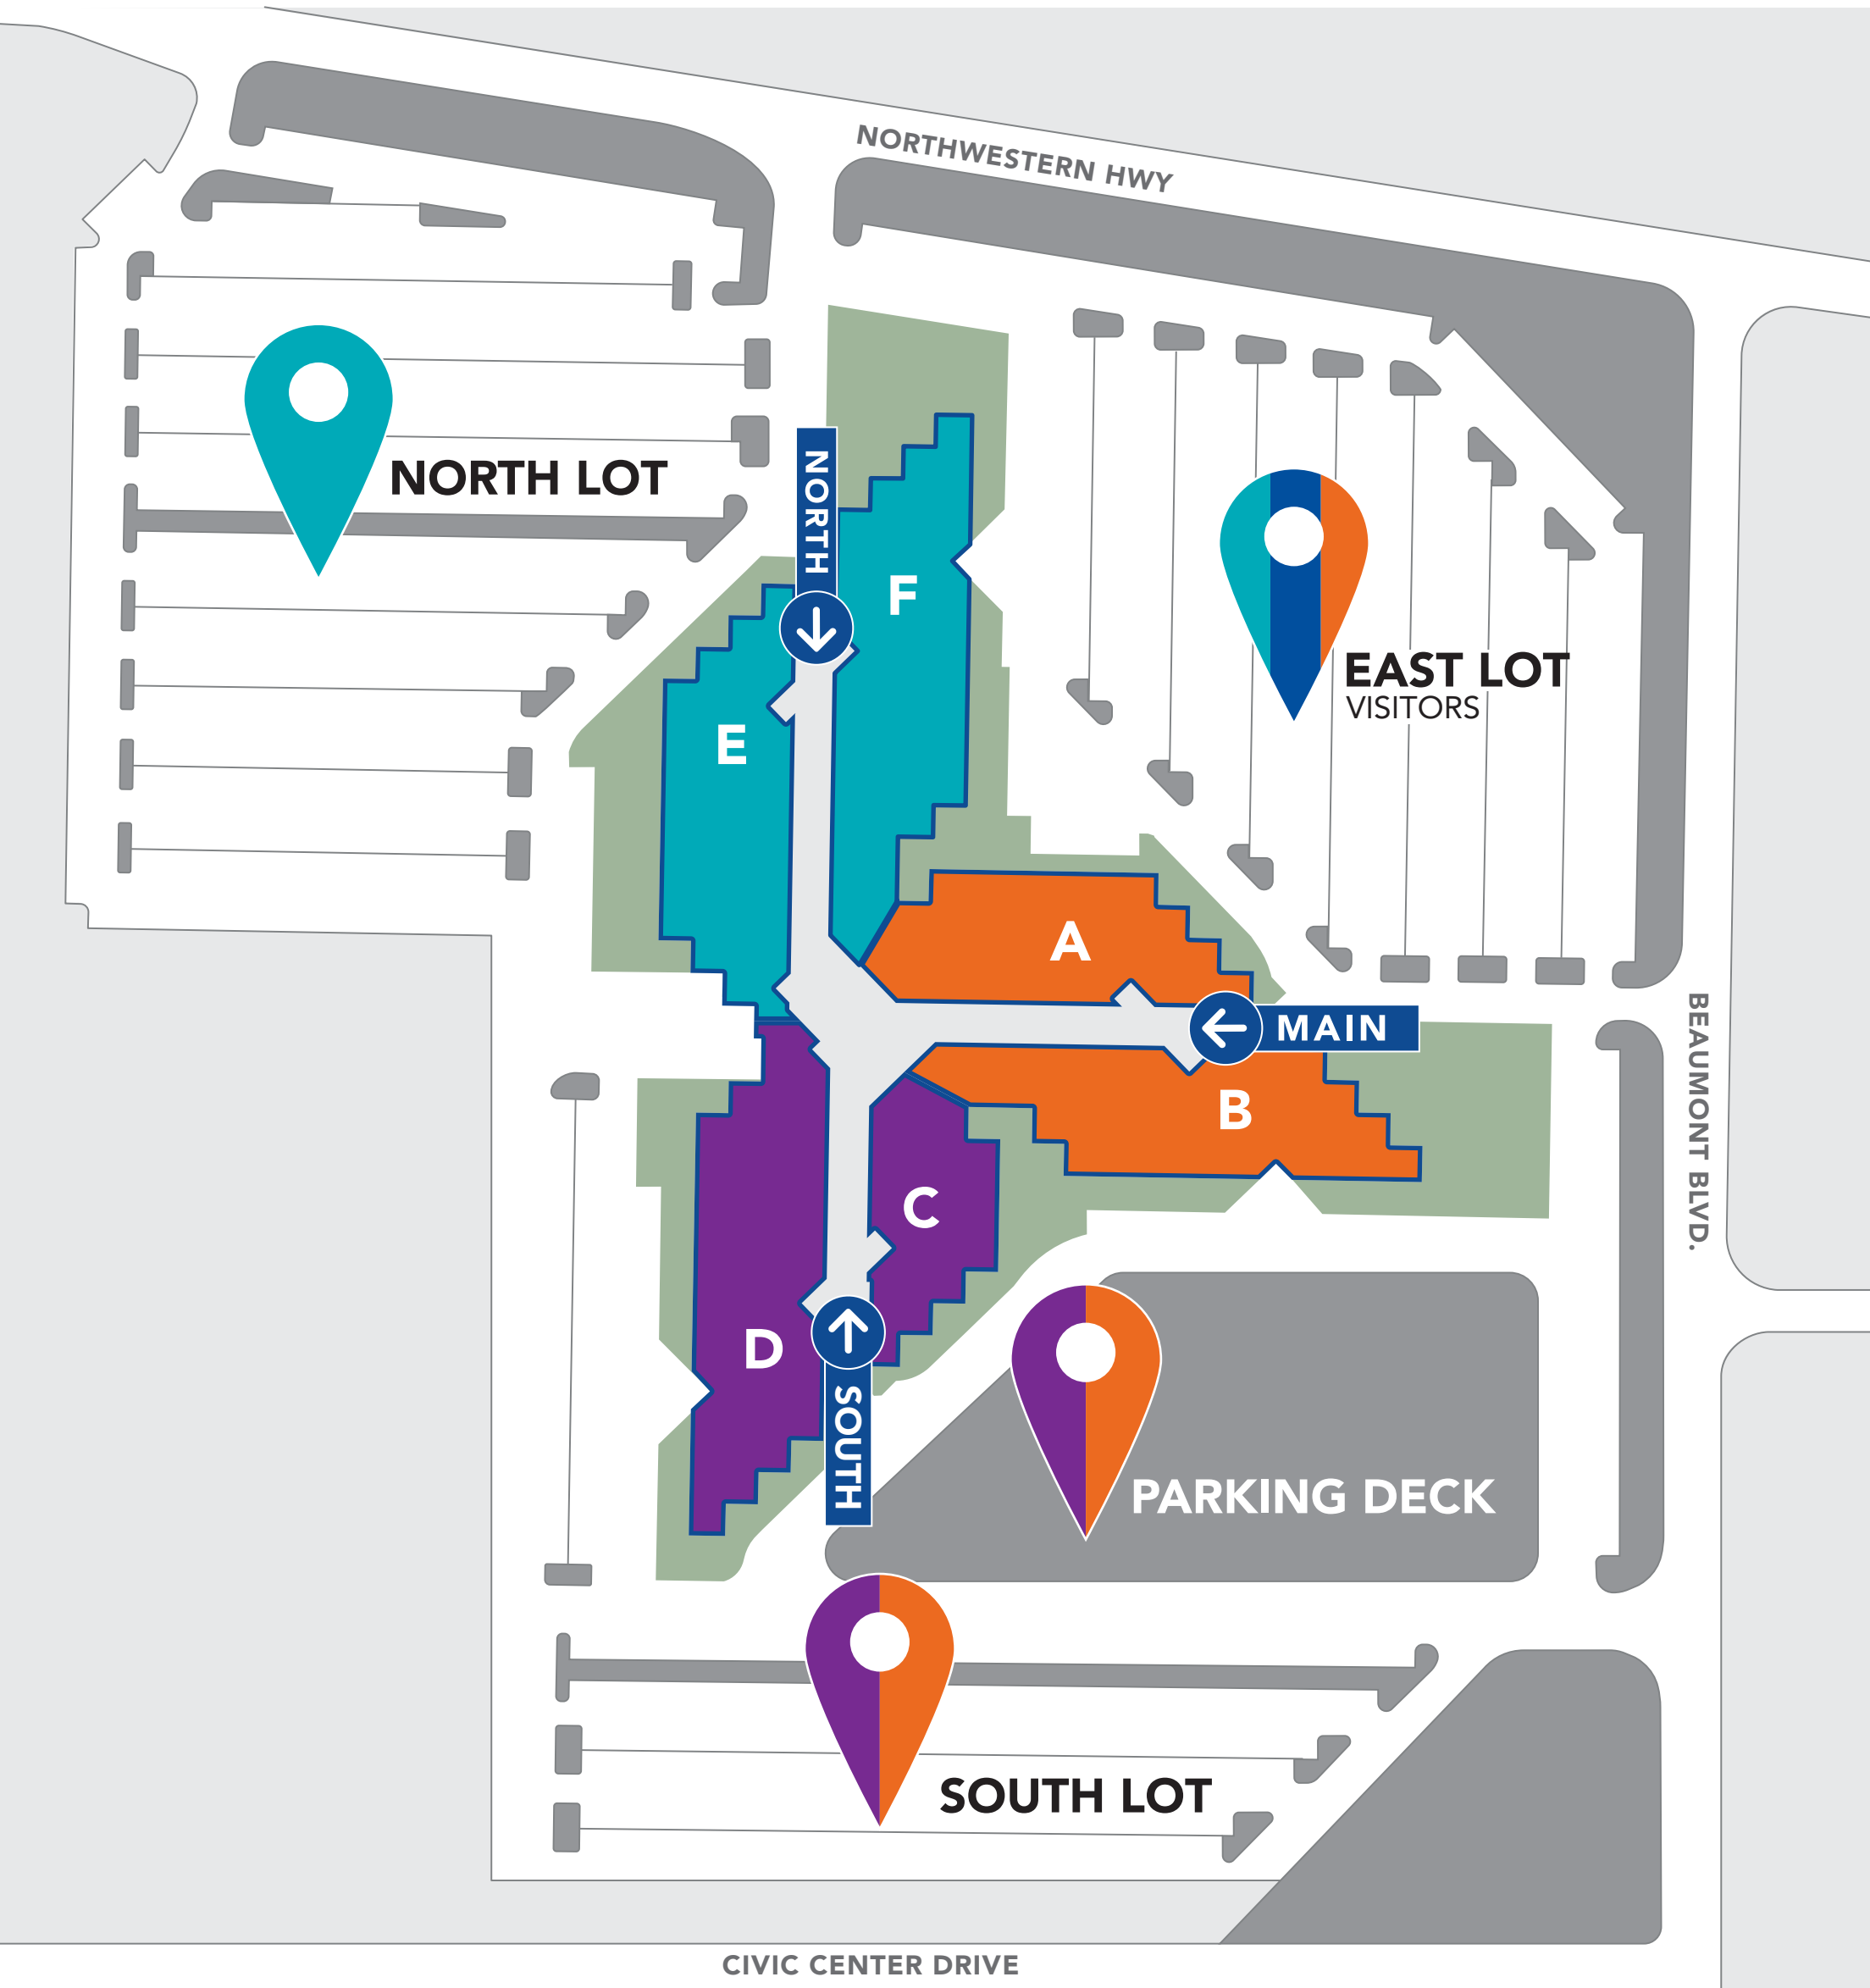 NORTHWESTERN HWY
NORTH LOT
NORTH
F
EAST LOT
VISITORS
E
A
MAIN
B
BEAUMONT BLVD.
C
D
SOUTH
PARKING DECK
SOUTH LOT
CIVIC CENTER DRIVE